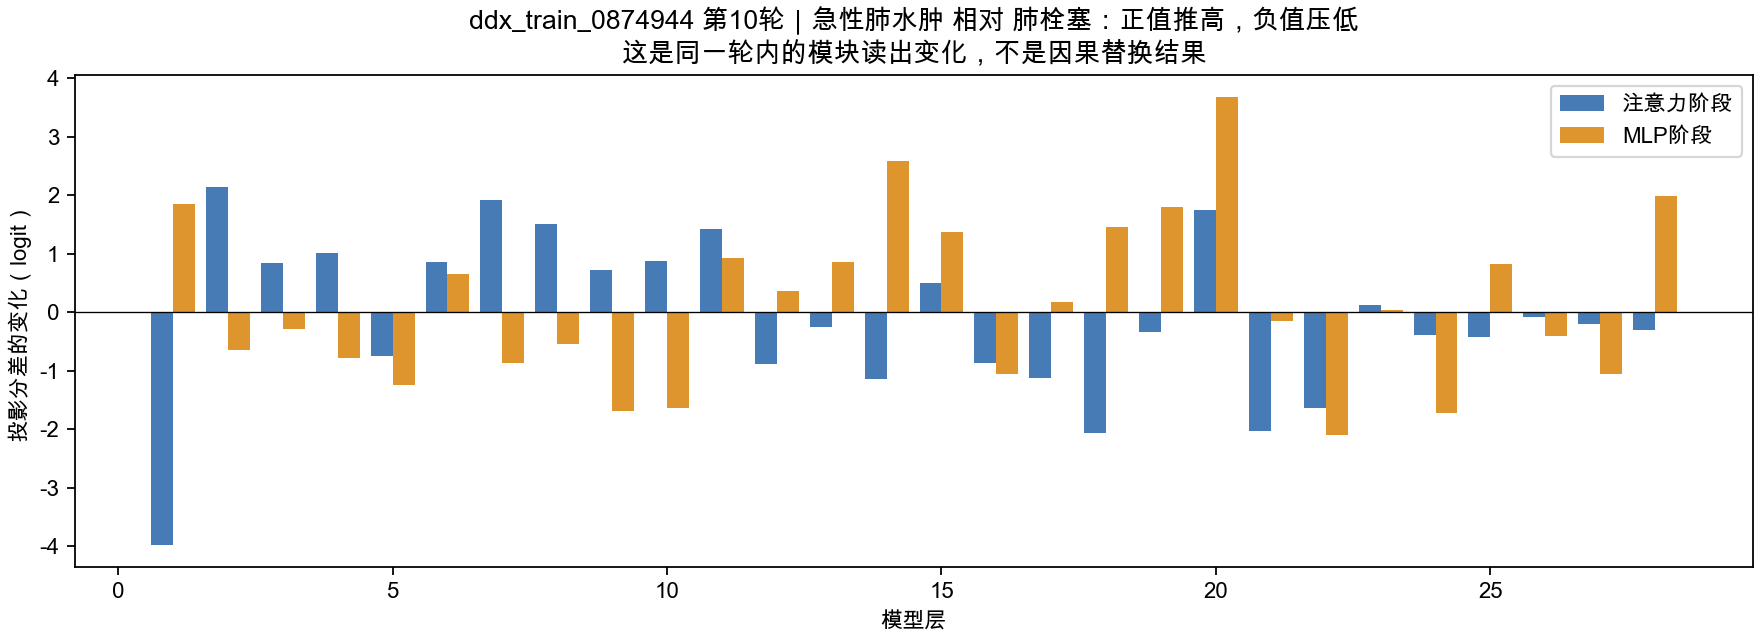 ddx_train_0874944 第10轮｜急性肺水肿 相对 肺栓塞：正值推高，负值压低
这是同一轮内的模块读出变化，不是因果替换结果
注意力阶段
MLP阶段
投影分差的变化（logit）
4
3
2
1
0
-1
-2
-3
-4
0
5
10
15
20
25
模型层